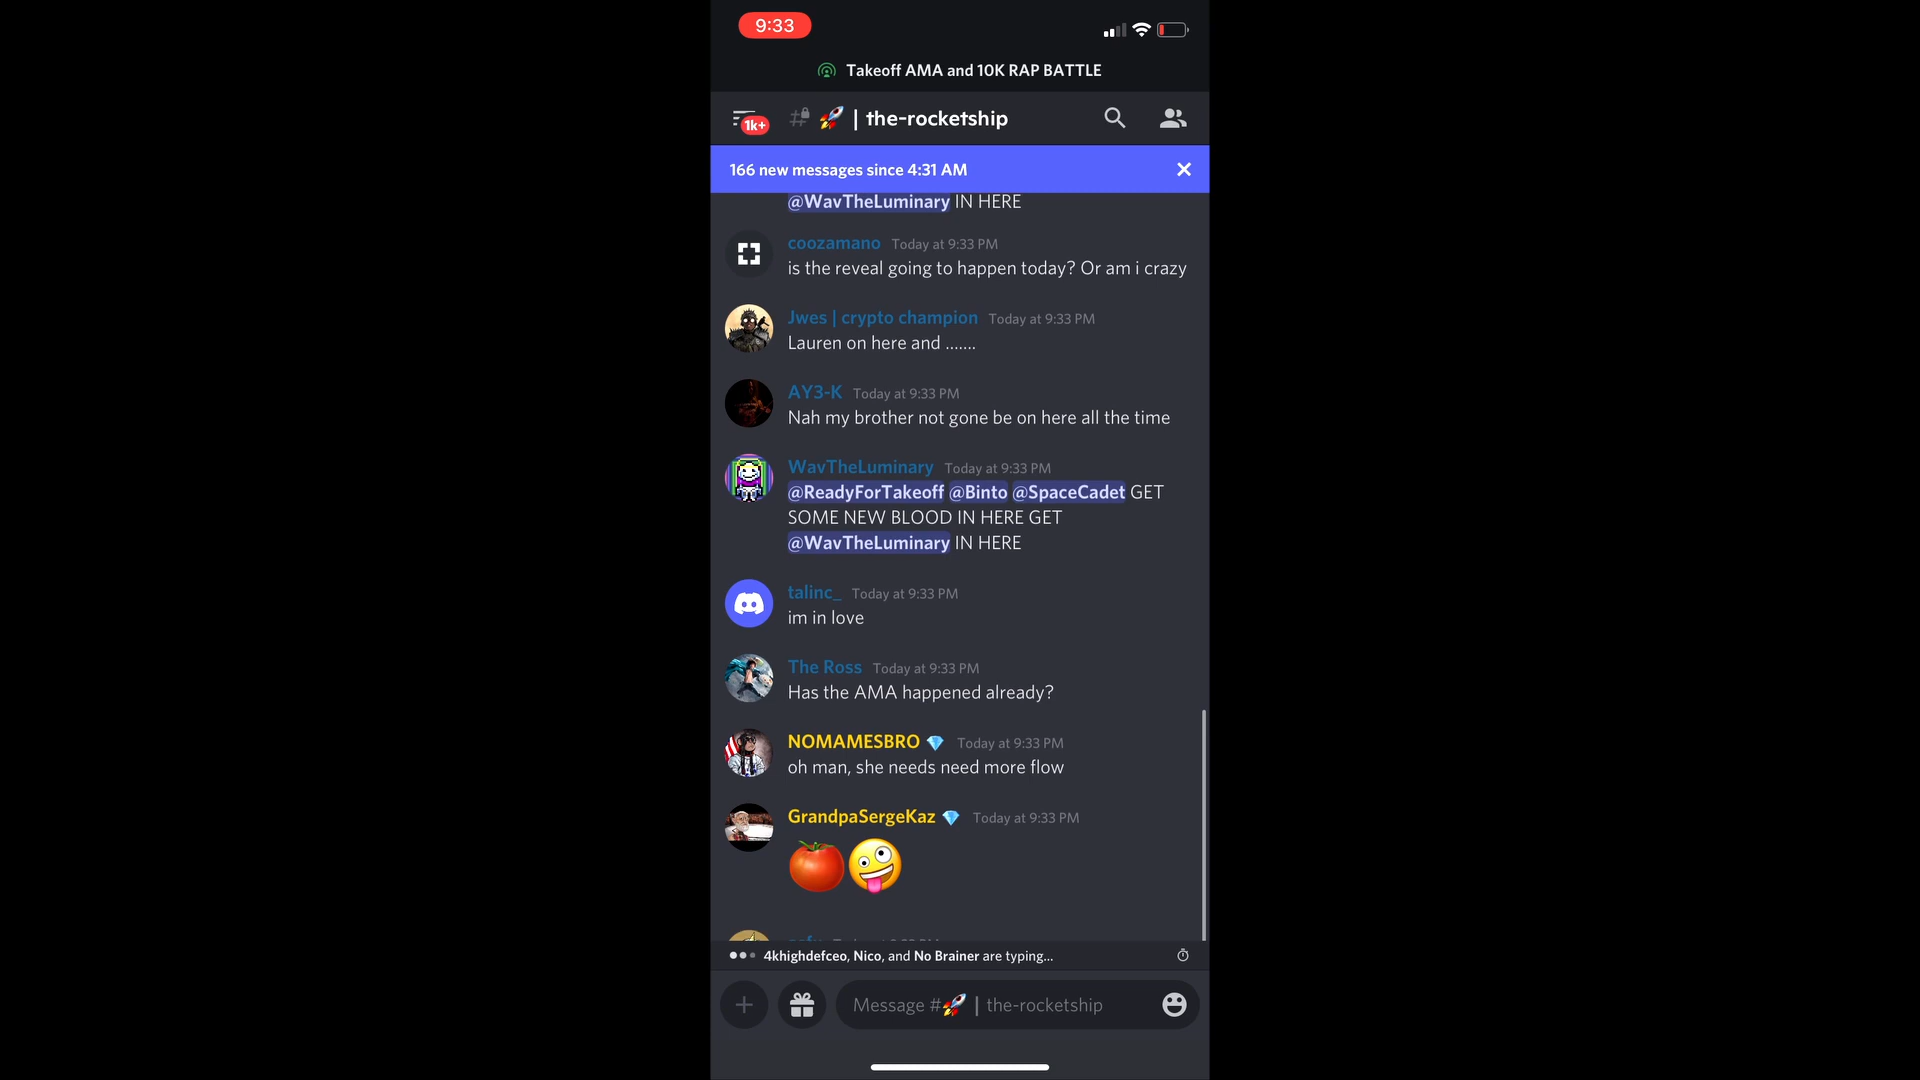 9:33
Takeoff AMA and 10K RAP BATTLE
1k+
# 🚀 | the-rocketship
166 new messages since 4:31 AM
@WavTheLuminary IN HERE
coozamano Today at 9:33 PM
is the reveal going to happen today? Or am i crazy
Jwes | crypto champion Today at 9:33 PM
Lauren on here and .......
AY3-K Today at 9:33 PM
Nah my brother not gone be on here all the time
WavTheLuminary Today at 9:33 PM
@ReadyForTakeoff @Binto @SpaceCadet GET
SOME NEW BLOOD IN HERE GET
@WavTheLuminary IN HERE
talinc_ Today at 9:33 PM
im in love
The Ross Today at 9:33 PM
Has the AMA happened already?
NOMAMESBRO 💎 Today at 9:33 PM
oh man, she needs need more flow
GrandpaSergeKaz 💎 Today at 9:33 PM
🍅🤪
4khighdefceo, Nico, and No Brainer are typing...
Message #🚀 | the-rocketship